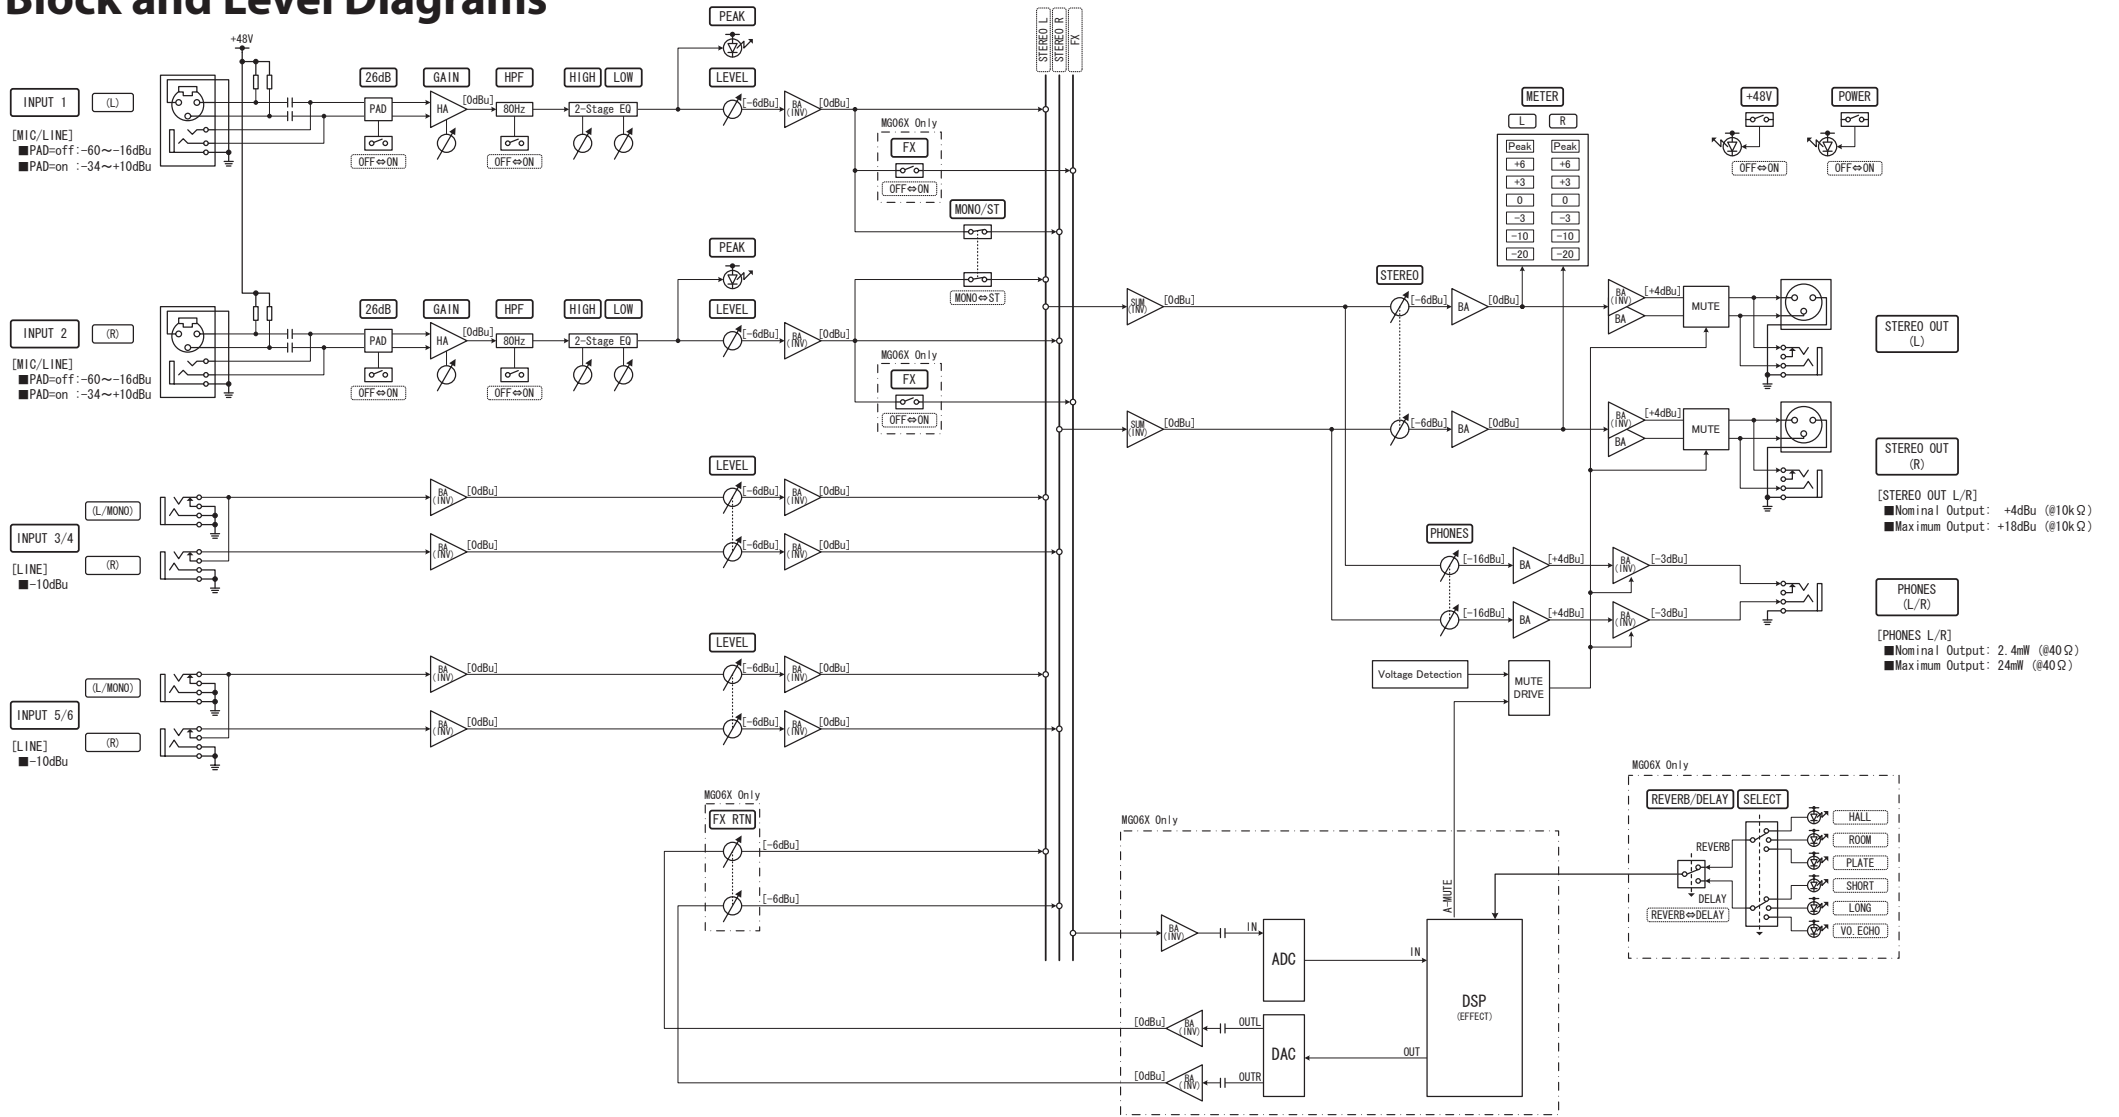 Block and Level Diagrams
+48V
INPUT 1
(L)
[MIC/LINE]
■PAD=off:-60～-16dBu
■PAD=on :-34～+10dBu
26dB
PAD
OFF⇔ON
GAIN
HA
[0dBu]
HPF
80Hz
OFF⇔ON
HIGH
LOW
2-Stage EQ
PEAK
LEVEL
[-6dBu]
BA
(INV)
[0dBu]
MG06X Only
FX
OFF⇔ON
MONO/ST
MONO⇔ST
STEREO L
STEREO R
FX
INPUT 2
(R)
[MIC/LINE]
■PAD=off:-60～-16dBu
■PAD=on :-34～+10dBu
26dB
PAD
OFF⇔ON
GAIN
HA
[0dBu]
HPF
80Hz
OFF⇔ON
HIGH
LOW
2-Stage EQ
PEAK
LEVEL
[-6dBu]
BA
(INV)
[0dBu]
MG06X Only
FX
OFF⇔ON
INPUT 3/4
(L/MONO)
(R)
[LINE]
■-10dBu
BA
(INV)
[0dBu]
BA
(INV)
[0dBu]
LEVEL
[-6dBu]
BA
(INV)
[0dBu]
[-6dBu]
BA
(INV)
[0dBu]
INPUT 5/6
(L/MONO)
(R)
[LINE]
■-10dBu
BA
(INV)
[0dBu]
BA
(INV)
[0dBu]
LEVEL
[-6dBu]
BA
(INV)
[0dBu]
[-6dBu]
BA
(INV)
[0dBu]
MG06X Only
FX RTN
[-6dBu]
[-6dBu]
SUM
(INV)
[0dBu]
SUM
(INV)
[0dBu]
STEREO
[-6dBu]
BA
[0dBu]
[-6dBu]
BA
[0dBu]
METER
L
R
Peak
Peak
+6
+6
+3
+3
0
0
-3
-3
-10
-10
-20
-20
+48V
OFF⇔ON
POWER
OFF⇔ON
BA
(INV)
BA
[+4dBu]
MUTE
STEREO OUT
(L)
BA
(INV)
BA
[+4dBu]
MUTE
STEREO OUT
(R)
[STEREO OUT L/R]
■Nominal Output: +4dBu (@10kΩ)
■Maximum Output: +18dBu (@10kΩ)
PHONES
[-16dBu]
BA
[+4dBu]
BA
(INV)
[-3dBu]
[-16dBu]
BA
[+4dBu]
BA
(INV)
[-3dBu]
PHONES
(L/R)
[PHONES L/R]
■Nominal Output: 2.4mW (@40Ω)
■Maximum Output: 24mW (@40Ω)
Voltage Detection
MUTE
DRIVE
A-MUTE
MG06X Only
BA
(INV)
IN
ADC
IN
DSP
(EFFECT)
[0dBu]
BA
(INV)
OUTL
DAC
OUT
[0dBu]
BA
(INV)
OUTR
MG06X Only
REVERB/DELAY
SELECT
REVERB
DELAY
REVERB⇔DELAY
HALL
ROOM
PLATE
SHORT
LONG
VO.ECHO